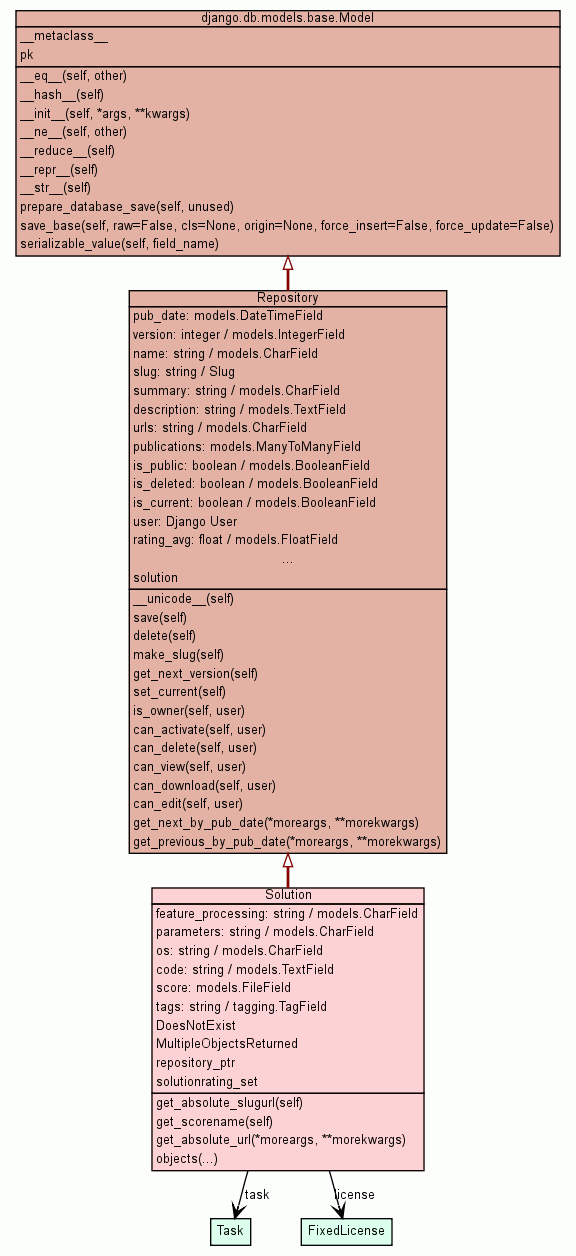 django.db.models.base.Model
__metaclass__
pk
__eq__(self, other)
__hash__(self)
__init__(self, *args, **kwargs)
__ne__(self, other)
__reduce__(self)
__repr__(self)
__str__(self)
prepare_database_save(self, unused)
save_base(self, raw=False, cls=None, origin=None, force_insert=False, force_update=False)
serializable_value(self, field_name)
Repository
pub_date: models.DateTimeField
version: integer / models.IntegerField
name: string / models.CharField
slug: string / Slug
summary: string / models.CharField
description: string / models.TextField
urls: string / models.CharField
publications: models.ManyToManyField
is_public: boolean / models.BooleanField
is_deleted: boolean / models.BooleanField
is_current: boolean / models.BooleanField
user: Django User
rating_avg: float / models.FloatField
...
solution
__unicode__(self)
save(self)
delete(self)
make_slug(self)
get_next_version(self)
set_current(self)
is_owner(self, user)
can_activate(self, user)
can_delete(self, user)
can_view(self, user)
can_download(self, user)
can_edit(self, user)
get_next_by_pub_date(*moreargs, **morekwargs)
get_previous_by_pub_date(*moreargs, **morekwargs)
Solution
feature_processing: string / models.CharField
parameters: string / models.CharField
os: string / models.CharField
code: string / models.TextField
score: models.FileField
tags: string / tagging.TagField
DoesNotExist
MultipleObjectsReturned
repository_ptr
solutionrating_set
get_absolute_slugurl(self)
get_scorename(self)
get_absolute_url(*moreargs, **morekwargs)
objects(...)
task
license
Task
FixedLicense